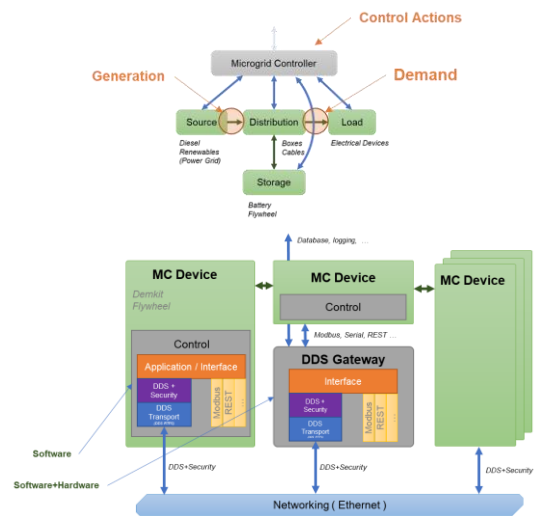 Control Actions
Microgrid Controller
Generation
Demand
Source
Distribution
Load
Diesel
Renewables
(Power Grid)
Boxes
Cables
Electrical Devices
Storage
Battery
Flywheel
Database, logging, ...
MC Device
Demkit
Flywheel
MC Device
Control
MC Device
Modbus, Serial, REST ...
Control
Application / Interface
DDS +
Security
DDS
Transport
Modbus
REST
...
DDS Gateway
Interface
DDS +
Security
DDS
Transport
Modbus
REST
...
Software
Software+Hardware
DDS+Security
DDS+Security
DDS+Security
Networking ( Ethernet )